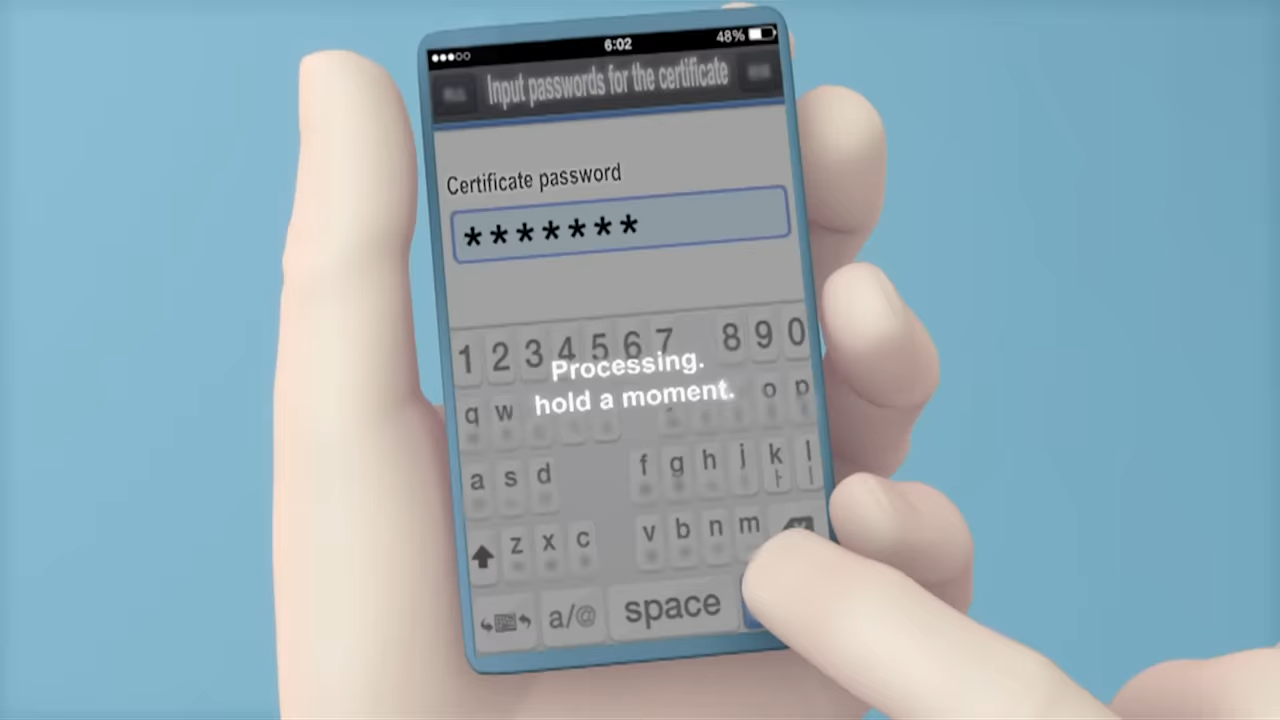 6:02 48%
Input passwords for the certificate
Certificate password
*******
1 2 3 4 5 6 7 8 9 0
Processing.
hold a moment.
q w o p
a s d f g h j k l
z x c v b n m
a/@ space